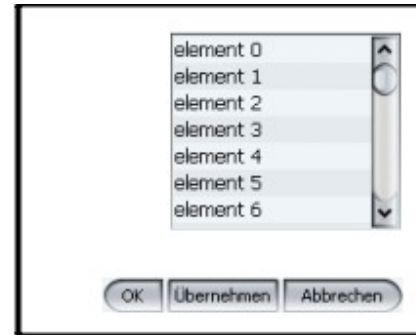 element 0
element 1
element 2
element 3
element 4
element 5
element 6
OK Übernehmen Abbrechen